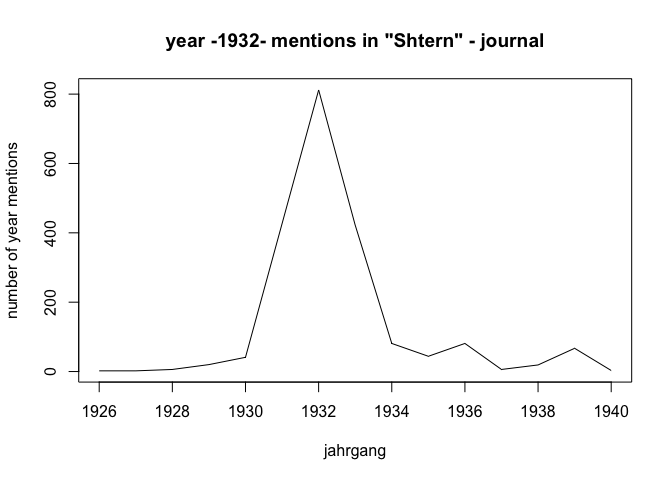 year -1932- mentions in "Shtern" - journal
number of year mentions
800
600
400
200
0
1926 1928 1930 1932 1934 1936 1938 1940
jahrgang